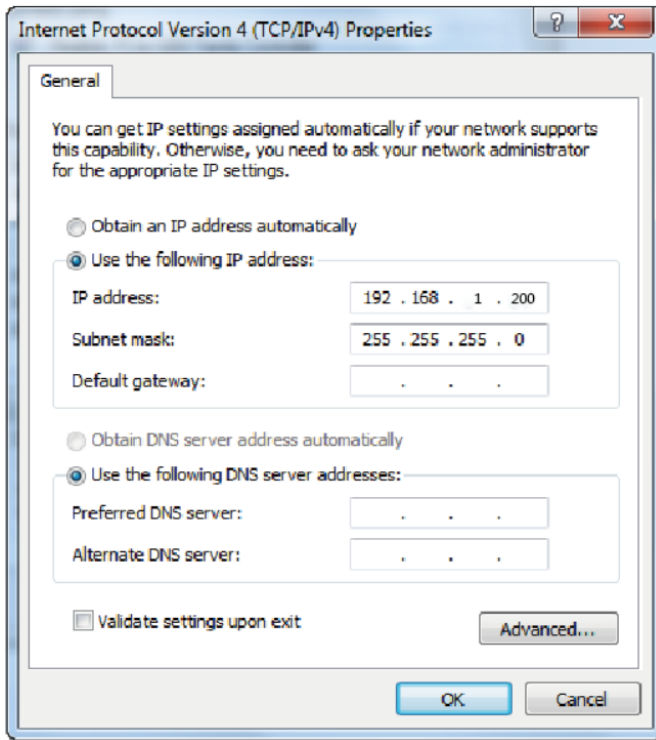 Internet Protocol Version 4 (TCP/IPv4) Properties
?
General
You can get IP settings assigned automatically if your network supports
this capability. Otherwise, you need to ask your network administrator
for the appropriate IP settings.
Obtain an IP address automatically
Use the following IP address:
IP address: 192 . 168 . 1 . 200
Subnet mask: 255 . 255 . 255 . 0
Default gateway: . . .
Obtain DNS server address automatically
Use the following DNS server addresses:
Preferred DNS server: . . .
Alternate DNS server: . . .
Validate settings upon exit
Advanced...
OK Cancel